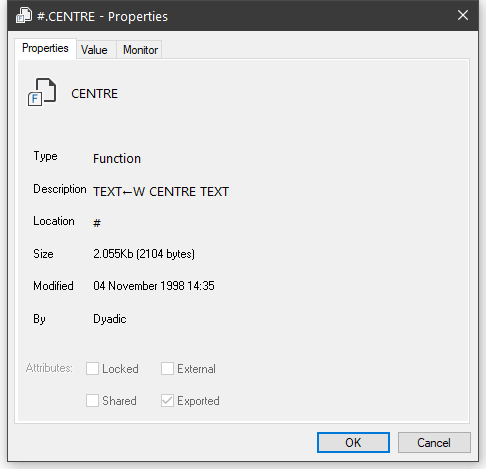 #.CENTRE - Properties
Properties Value Monitor
F CENTRE
Type Function
Description TEXT←W CENTRE TEXT
Location #
Size 2.055Kb (2104 bytes)
Modified 04 November 1998 14:35
By Dyadic
Attributes: Locked External
Shared Exported
OK Cancel